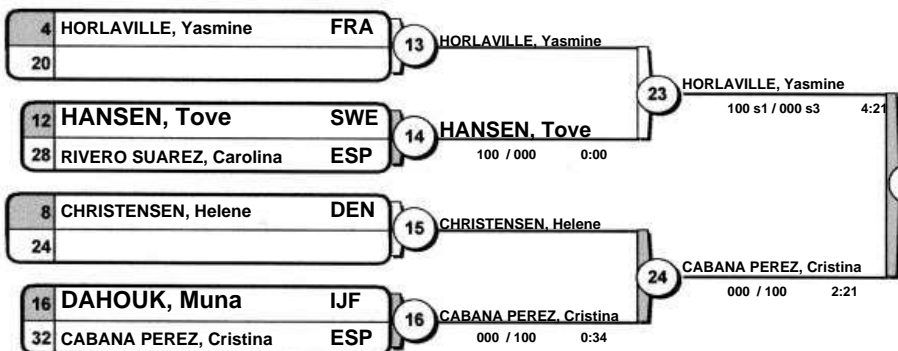 4 HORLAVILLE, Yasmine FRA
20
13
HORLAVILLE, Yasmine
12 HANSEN, Tove SWE
28 RIVERO SUAREZ, Carolina ESP
14
HANSEN, Tove
100 / 000 0:00
23
HORLAVILLE, Yasmine
100 s1 / 000 s3 4:21
8 CHRISTENSEN, Helene DEN
24
15
CHRISTENSEN, Helene
16 DAHOUK, Muna IJF
32 CABANA PEREZ, Cristina ESP
16
CABANA PEREZ, Cristina
000 / 100 0:34
24
CABANA PEREZ, Cristina
000 / 100 2:21